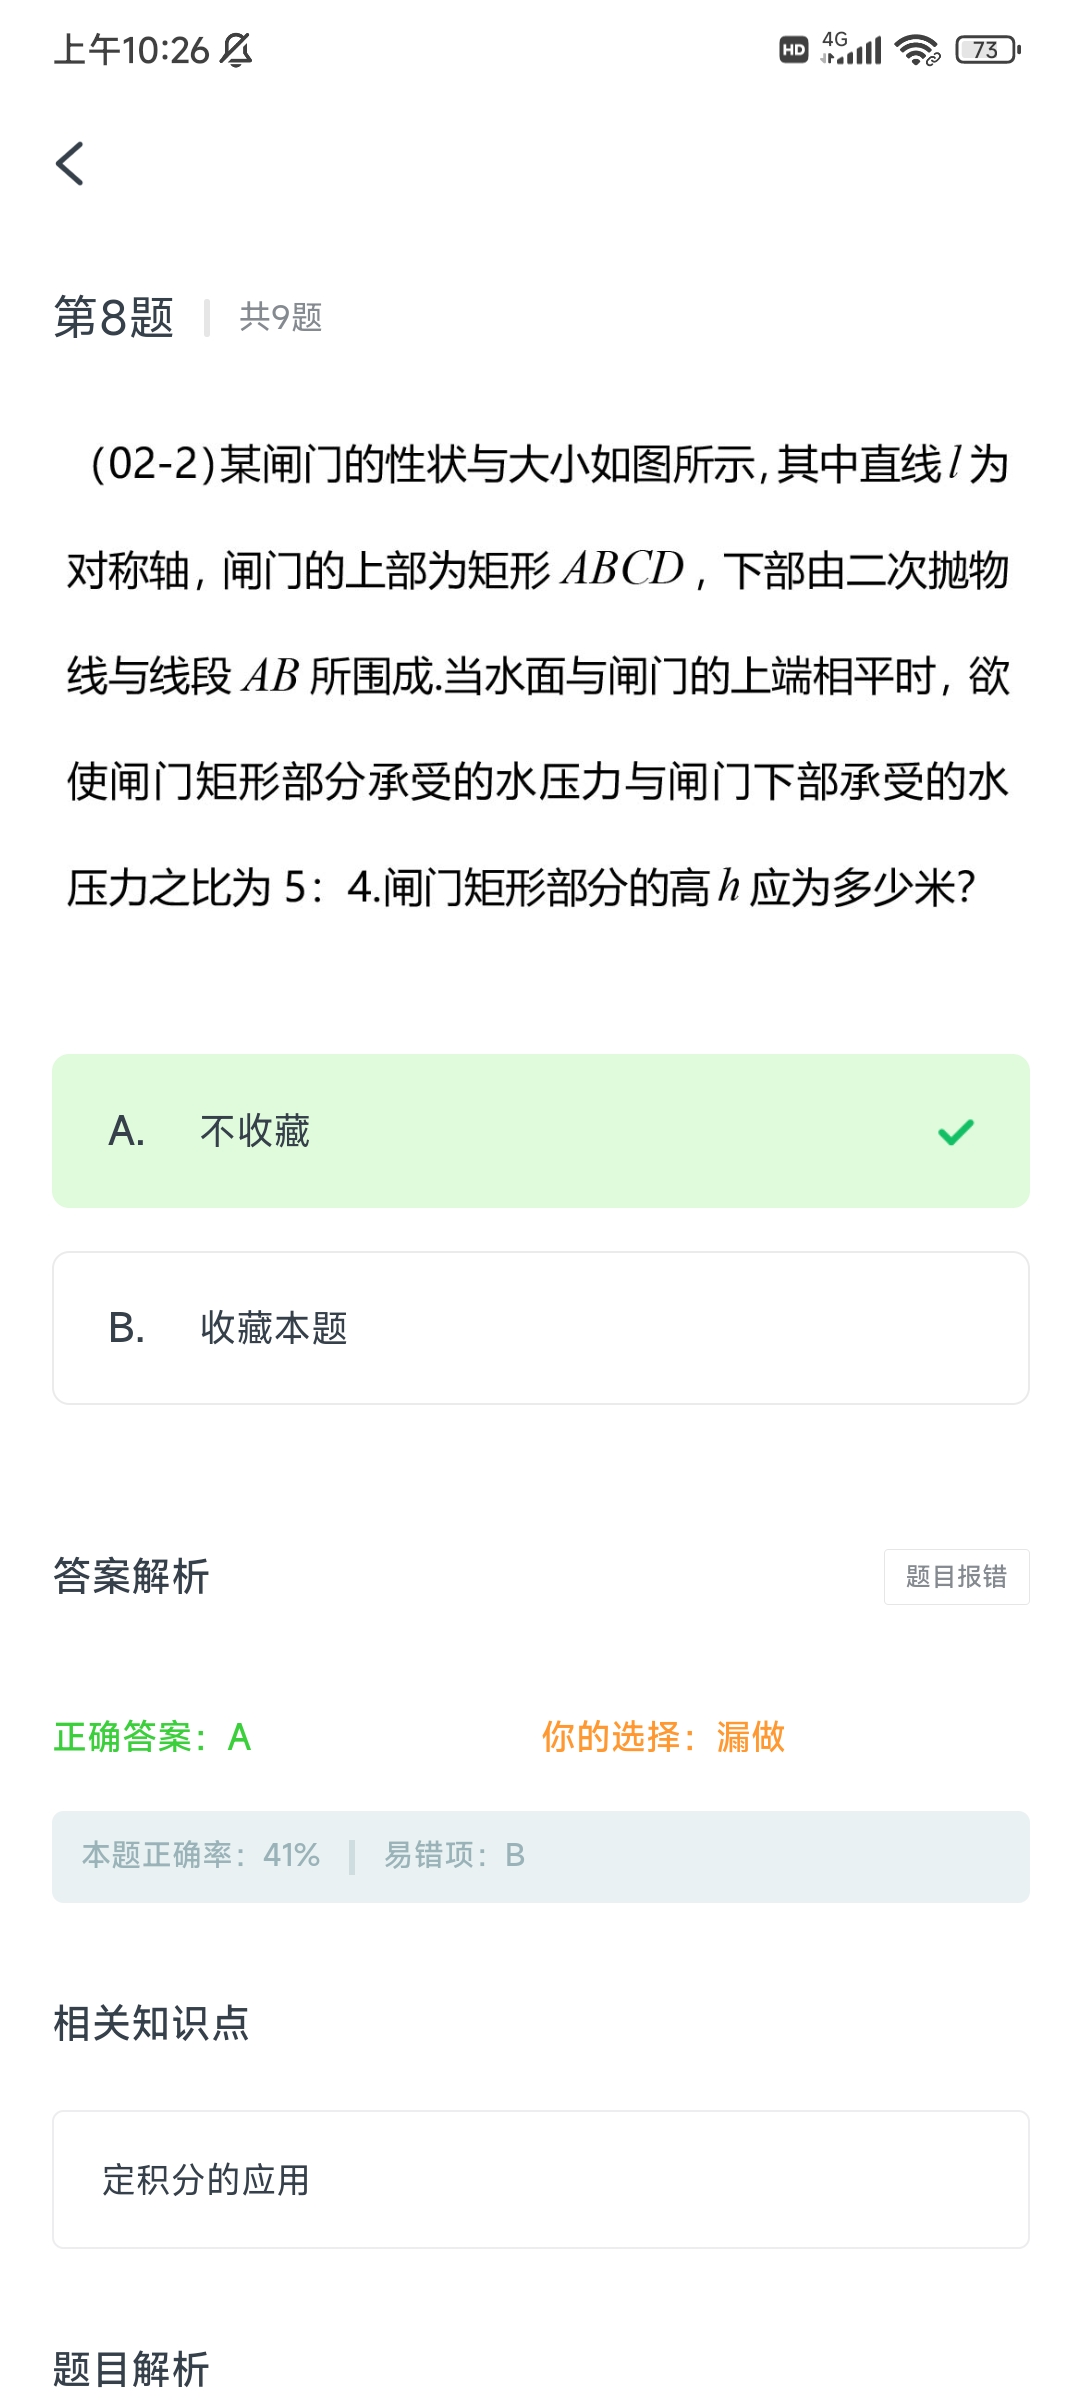 上午10:26
HD 4G 73
第8题 共9题
(02-2)某闸门的性状与大小如图所示,其中直线l为
对称轴，闸门的上部为矩形ABCD，下部由二次抛物
线与线段AB所围成.当水面与闸门的上端相平时，欲
使闸门矩形部分承受的水压力与闸门下部承受的水
压力之比为5：4.闸门矩形部分的高h应为多少米?
A. 不收藏
B. 收藏本题
答案解析 题目报错
正确答案：A 你的选择：漏做
本题正确率：41% 易错项：B
相关知识点
定积分的应用
题目解析